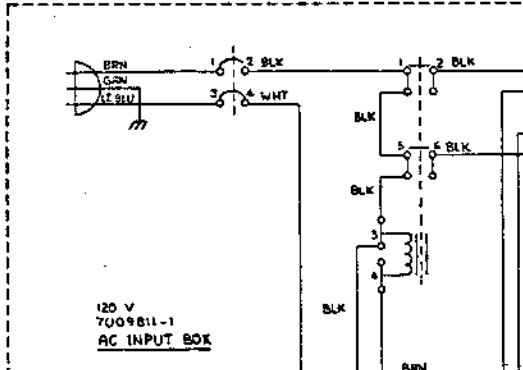 BRN
GRN
LT BLU
1 2 BLK
3 4 WHT
1 2 BLK
BLK
5 6 BLK
BLK
3
4
BLK
BRN
120 V
7009811-1
AC INPUT BOX